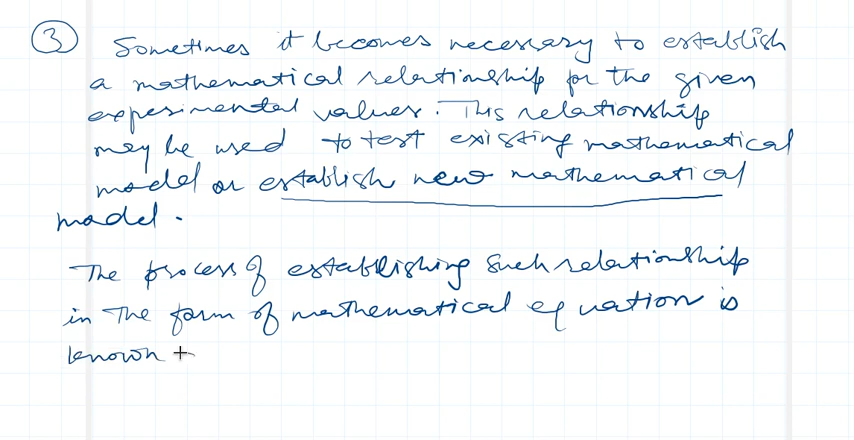 3 Sometimes it becomes necessary to establish
a mathematical relationship for the given
experimental values. This relationship
may be used to test existing mathematical
model or establish new mathematical
model.
The process of establishing such relationship
in the form of mathematical equation is
known t